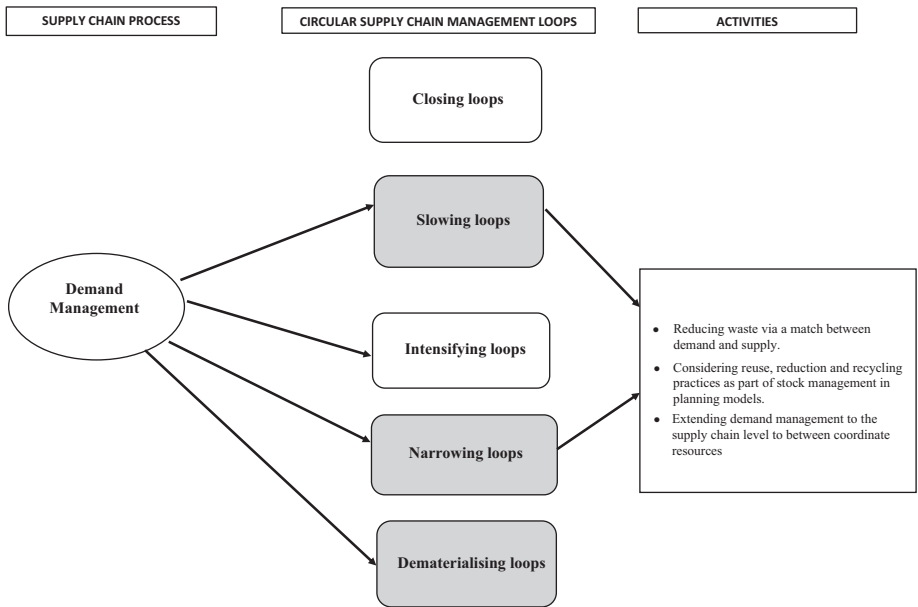 SUPPLY CHAIN PROCESS
CIRCULAR SUPPLY CHAIN MANAGEMENT LOOPS
ACTIVITIES
Closing loops
Slowing loops
Demand
Management
Intensifying loops
Narrowing loops
Dematerialising loops
● Reducing waste via a match between
demand and supply.
● Considering reuse, reduction and recycling
practices as part of stock management in
planning models.
● Extending demand management to the
supply chain level to between coordinate
resources